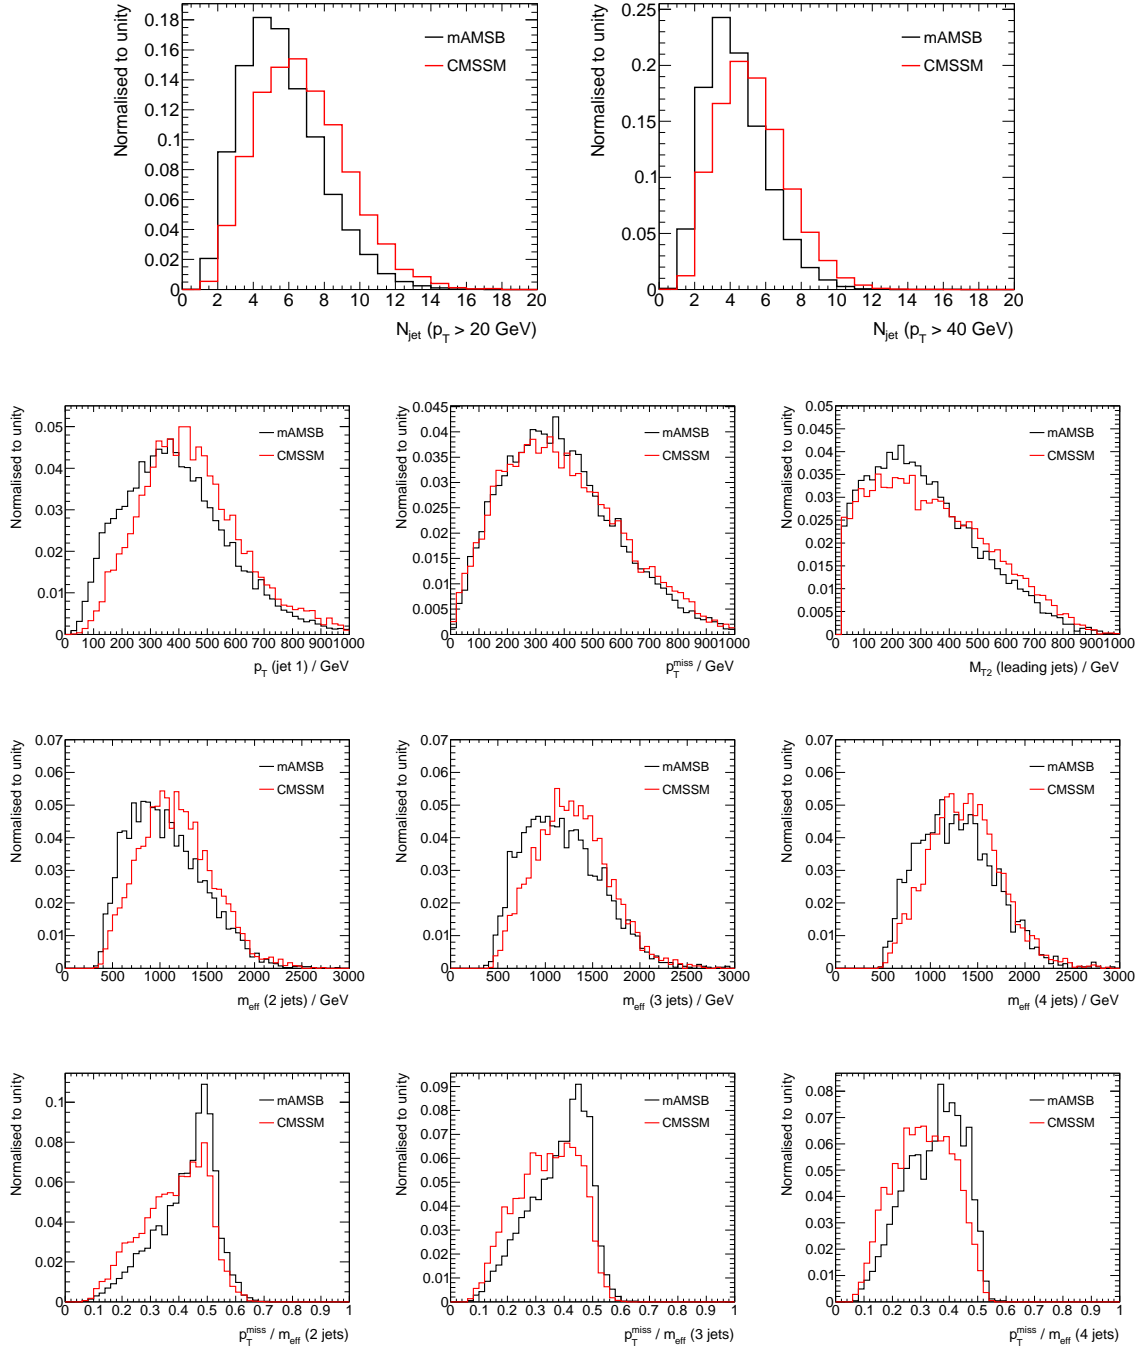 Normalised to unity
0.18
0.16
0.14
0.12
0.1
0.08
0.06
0.04
0.02
0
mAMSB
CMSSM
0 2 4 6 8 10 12 14 16 18 20
N_jet (p_T > 20 GeV)
Normalised to unity
0.25
0.2
0.15
0.1
0.05
0
mAMSB
CMSSM
0 2 4 6 8 10 12 14 16 18 20
N_jet (p_T > 40 GeV)
Normalised to unity
0.05
0.04
0.03
0.02
0.01
0
mAMSB
CMSSM
0 100 200 300 400 500 600 700 800 9001000
p_T (jet 1) / GeV
Normalised to unity
0.045
0.04
0.035
0.03
0.025
0.02
0.015
0.01
0.005
0
mAMSB
CMSSM
0 100 200 300 400 500 600 700 800 9001000
p_T^miss / GeV
Normalised to unity
0.05
0.045
0.04
0.035
0.03
0.025
0.02
0.015
0.01
0.005
0
mAMSB
CMSSM
0 100 200 300 400 500 600 700 800 9001000
M_T2 (leading jets) / GeV
Normalised to unity
0.07
0.06
0.05
0.04
0.03
0.02
0.01
0
mAMSB
CMSSM
0 500 1000 1500 2000 2500 3000
m_eff (2 jets) / GeV
Normalised to unity
0.07
0.06
0.05
0.04
0.03
0.02
0.01
0
mAMSB
CMSSM
0 500 1000 1500 2000 2500 3000
m_eff (3 jets) / GeV
Normalised to unity
0.07
0.06
0.05
0.04
0.03
0.02
0.01
0
mAMSB
CMSSM
0 500 1000 1500 2000 2500 3000
m_eff (4 jets) / GeV
Normalised to unity
0.1
0.08
0.06
0.04
0.02
0
mAMSB
CMSSM
0 0.1 0.2 0.3 0.4 0.5 0.6 0.7 0.8 0.9 1
p_T^miss / m_eff (2 jets)
Normalised to unity
0.09
0.08
0.07
0.06
0.05
0.04
0.03
0.02
0.01
0
mAMSB
CMSSM
0 0.1 0.2 0.3 0.4 0.5 0.6 0.7 0.8 0.9 1
p_T^miss / m_eff (3 jets)
Normalised to unity
0.08
0.07
0.06
0.05
0.04
0.03
0.02
0.01
0
mAMSB
CMSSM
0 0.1 0.2 0.3 0.4 0.5 0.6 0.7 0.8 0.9 1
p_T^miss / m_eff (4 jets)